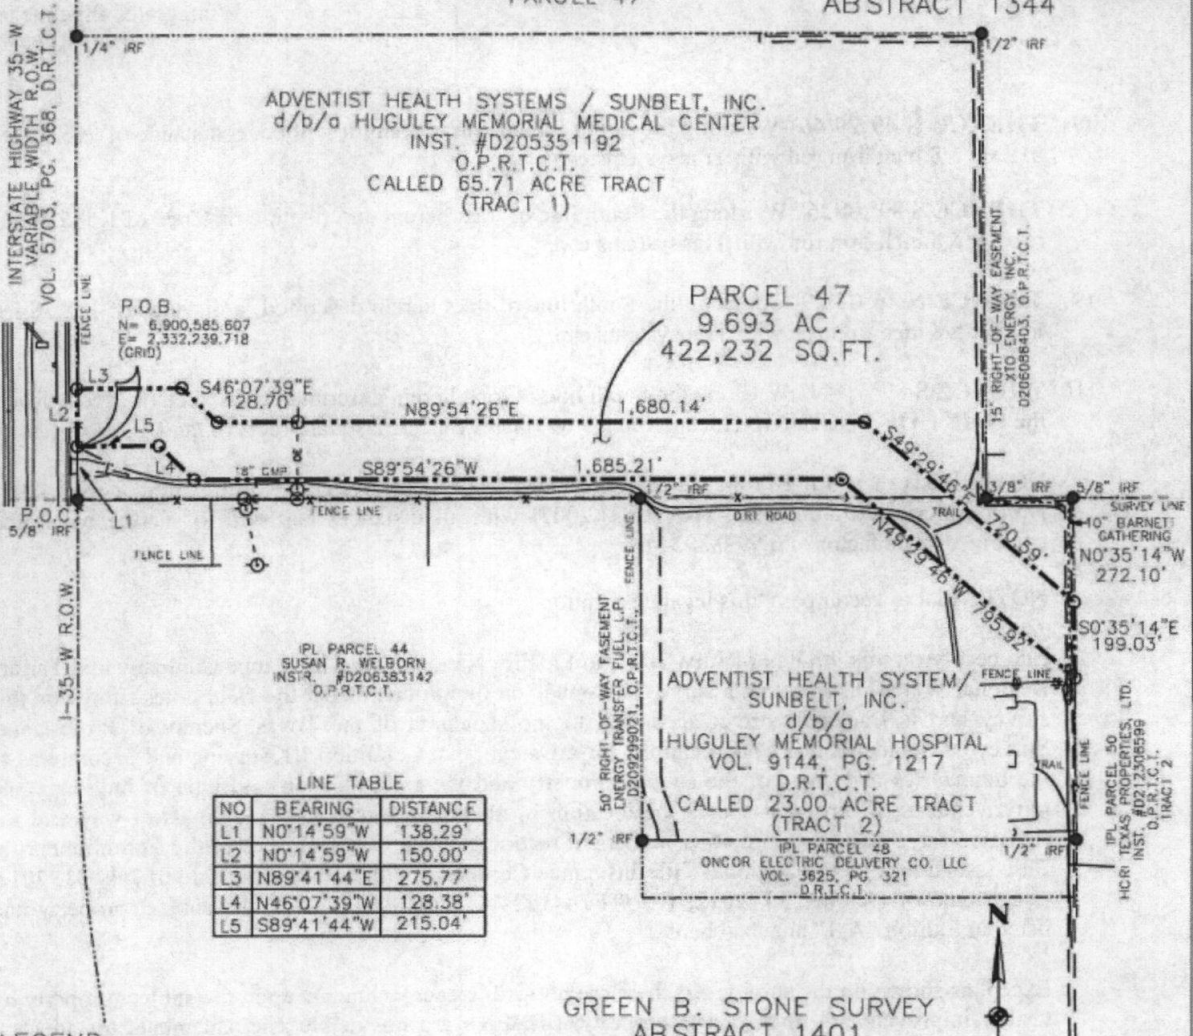 PARCEL 47
ABSTRACT 1344
INTERSTATE HIGHWAY 35-W
VARIABLE WIDTH R.O.W.
VOL. 5703, PG. 368, D.R.T.C.T.
1/4" IRF
1/2" IRF
ADVENTIST HEALTH SYSTEMS / SUNBELT, INC.
d/b/a HUGULEY MEMORIAL MEDICAL CENTER
INST. #D205351192
O.P.R.T.C.T.
CALLED 65.71 ACRE TRACT
(TRACT 1)
15' RIGHT-OF-WAY EASEMENT
XTO ENERGY, INC.
D206088403, O.P.R.T.C.T.
FENCE LINE
P.O.B.
N= 6,900,585.607
E= 2,332,239.718
(GRID)
PARCEL 47
9.693 AC.
422,232 SQ.FT.
L3
S46°07'39"E
128.70'
N89°54'26"E 1,680.14'
L2
L5
L4
18" CMP
S89°54'26"W 1,685.21'
S49°29'46"E 720.59'
1/2" IRF
3/8" IRF
5/8" IRF
SURVEY LINE
P.O.C.
5/8" IRF
L1
FENCE LINE
DIRT ROAD
TRAIL
10" BARNETT
GATHERING
N0°35'14"W
272.10'
FENCE LINE
FENCE LINE
N49°29'46"W 795.92'
S0°35'14"E
199.03'
I-35-W R.O.W.
IPL PARCEL 44
SUSAN R. WELBORN
INSTR. #D206383142
O.P.R.T.C.T.
50' RIGHT-OF-WAY EASEMENT
ENERGY TRANSFER FUEL, L.P.
D209299021, O.P.R.T.C.T.
ADVENTIST HEALTH SYSTEM/
SUNBELT, INC.
d/b/a
HUGULEY MEMORIAL HOSPITAL
VOL. 9144, PG. 1217
D.R.T.C.T.
CALLED 23.00 ACRE TRACT
(TRACT 2)
FENCE LINE
TRAIL
FENCE LINE
IPL PARCEL 50
HCRI TEXAS PROPERTIES, LTD.
INST. #D211308599
O.P.R.T.C.T.
TRACT 2
LINE TABLE
NO BEARING DISTANCE
L1 N0°14'59"W 138.29'
L2 N0°14'59"W 150.00'
L3 N89°41'44"E 275.77'
L4 N46°07'39"W 128.38'
L5 S89°41'44"W 215.04'
1/2" IRF
1/2" IRF
IPL PARCEL 48
ONCOR ELECTRIC DELIVERY CO. LLC
VOL. 3625, PG. 321
D.R.T.C.T.
N
GREEN B. STONE SURVEY
ABSTRACT 1401
LEGEND